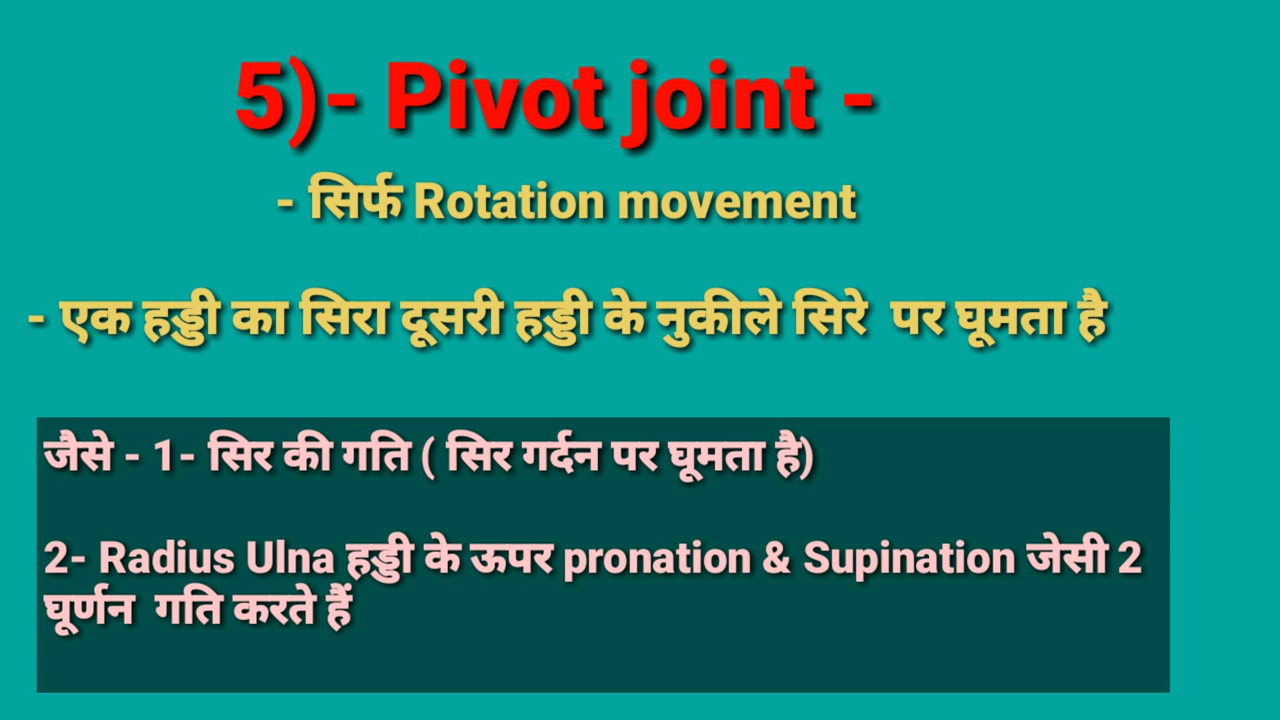 5)- Pivot joint -
- सिर्फ Rotation movement
- एक हड्डी का सिरा दूसरी हड्डी के नुकीले सिरे पर घूमता है
जैसे - 1- सिर की गति ( सिर गर्दन पर घूमता है)
2- Radius Ulna हड्डी के ऊपर pronation & Supination जेसी 2
घूर्णन गति करते हैं